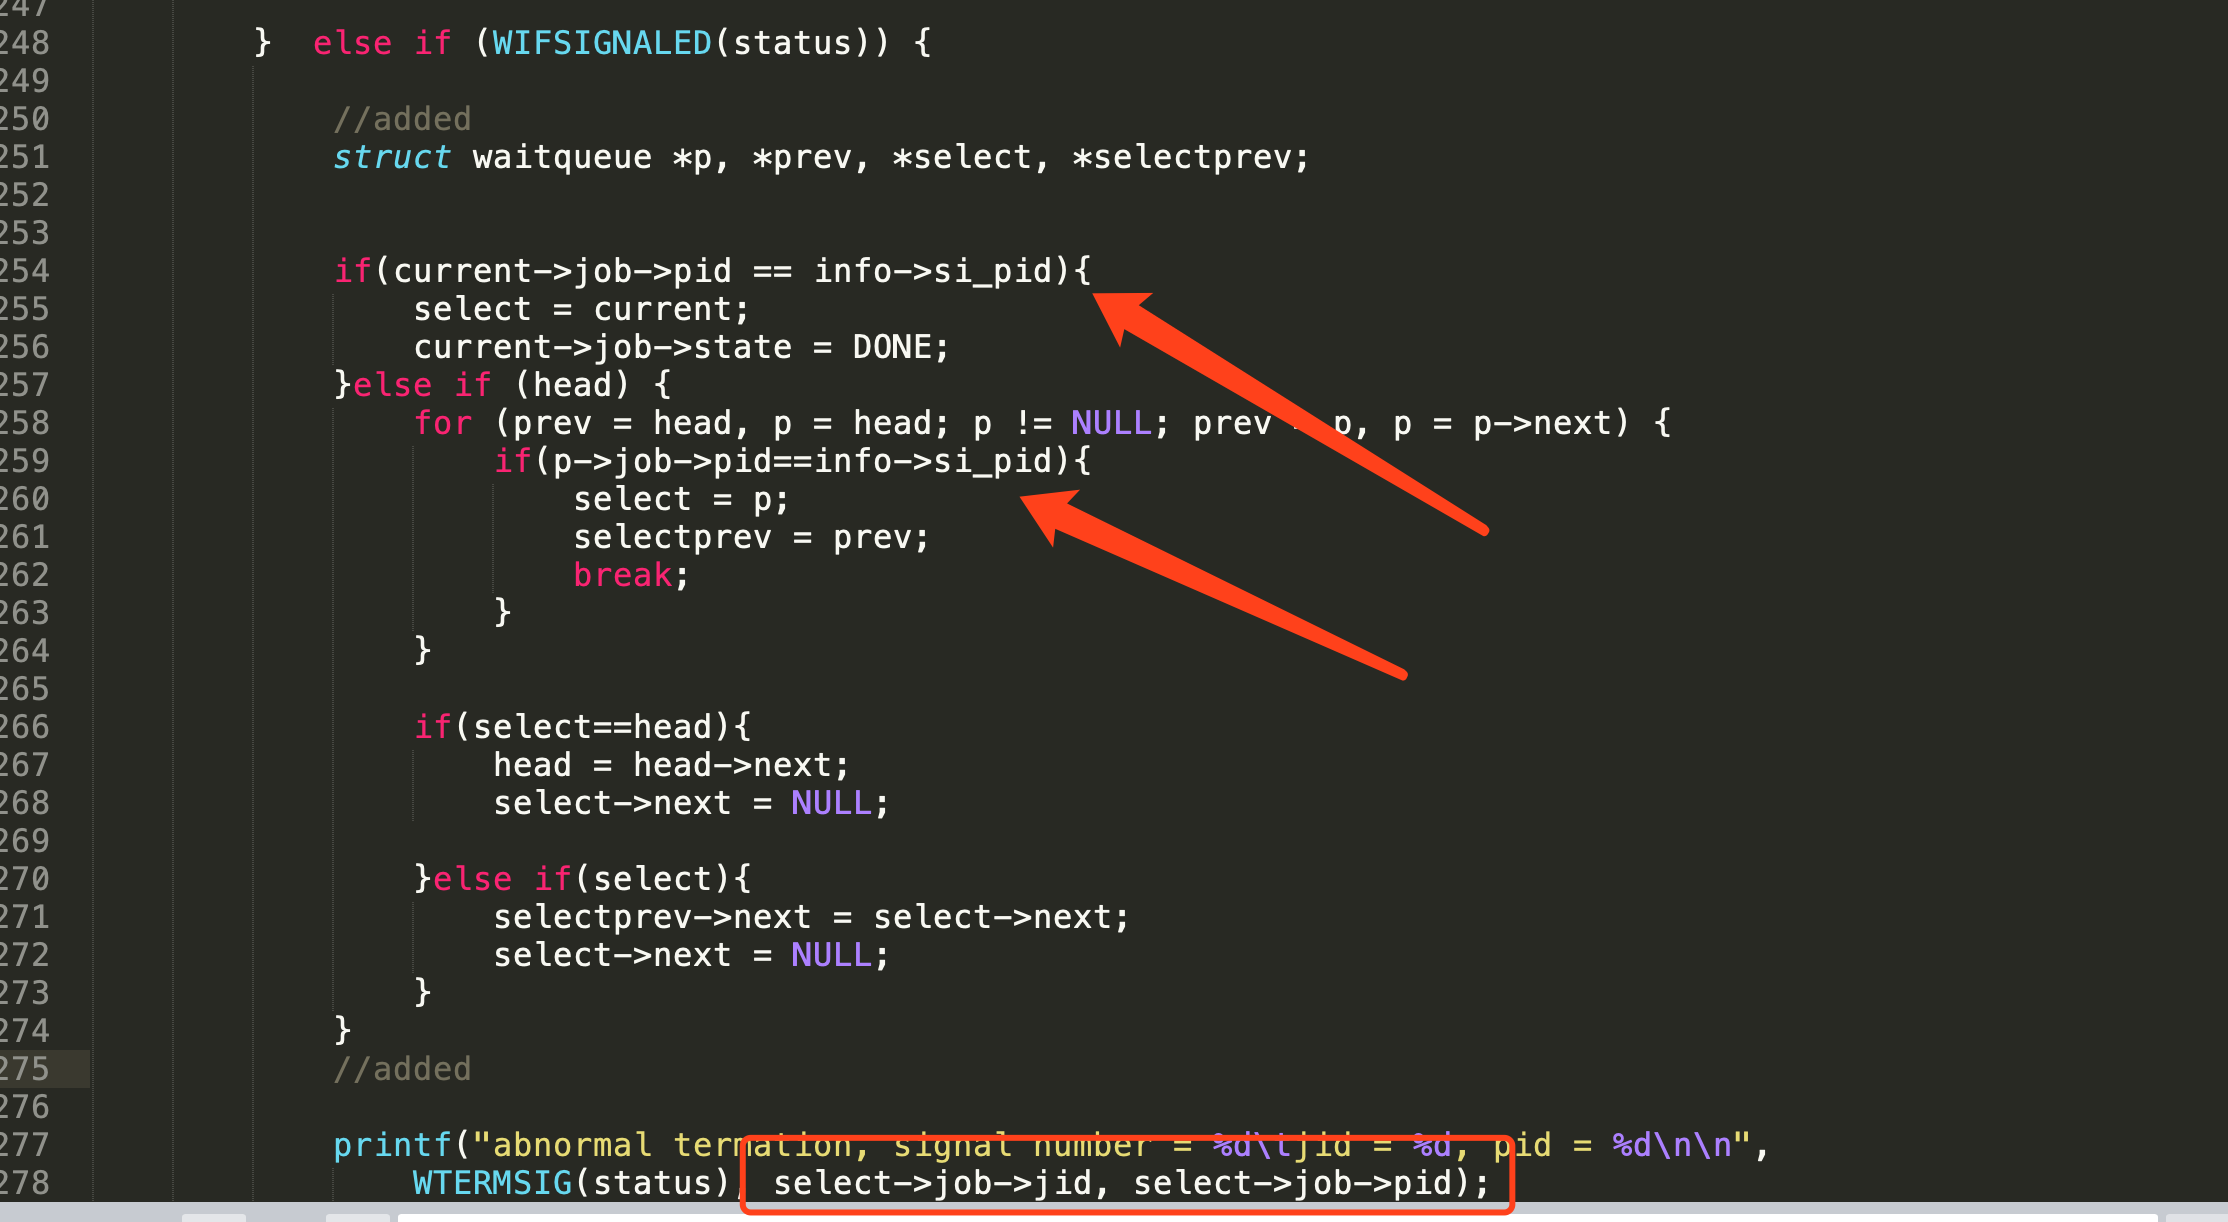 247
248 } else if (WIFSIGNALED(status)) {
249
250 //added
251 struct waitqueue *p, *prev, *select, *selectprev;
252
253
254 if(current->job->pid == info->si_pid){
255 select = current;
256 current->job->state = DONE;
257 }else if (head) {
258 for (prev = head, p = head; p != NULL; prev = p, p = p->next) {
259 if(p->job->pid==info->si_pid){
260 select = p;
261 selectprev = prev;
262 break;
263 }
264 }
265
266 if(select==head){
267 head = head->next;
268 select->next = NULL;
269
270 }else if(select){
271 selectprev->next = select->next;
272 select->next = NULL;
273 }
274 }
275 //added
276
277 printf("abnormal termation, signal number = %d\tjid = %d, pid = %d\n\n",
278 WTERMSIG(status), select->job->jid, select->job->pid);